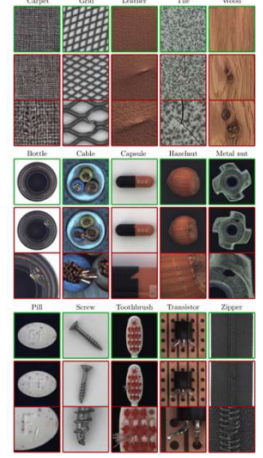 Carpet Grid Leather Tile Wood
Bottle Cable Capsule Hazelnut Metal nut
Pill Screw Toothbrush Transistor Zipper